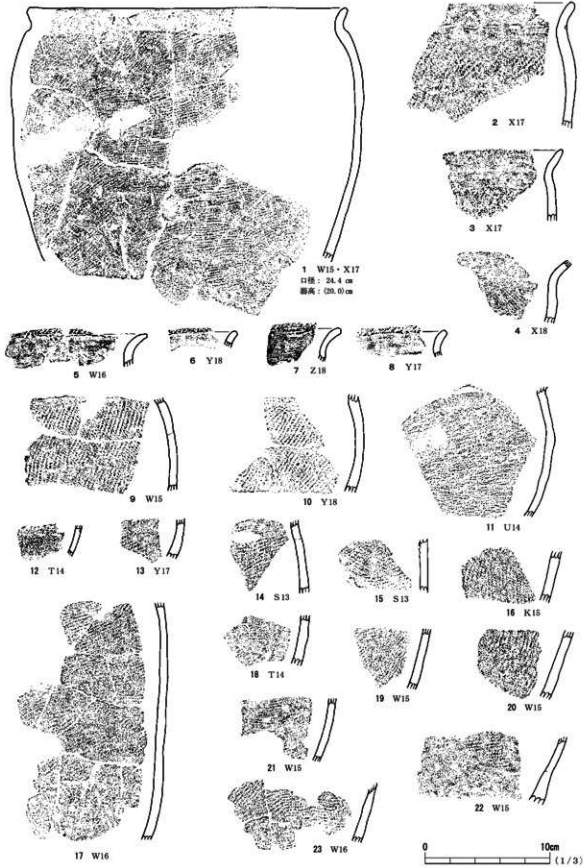 1 W15・X17
口径：24.4 cm
器高：(20.0)cm
2 X17
3 X17
4 X18
5 W16
6 Y18
7 Z18
8 Y17
9 W15
10 Y18
11 U14
12 T14
13 Y17
14 S13
15 S13
16 K15
17 W16
18 T14
19 W15
20 W15
21 W15
22 W15
23 W16
0 10cm
(1/3)